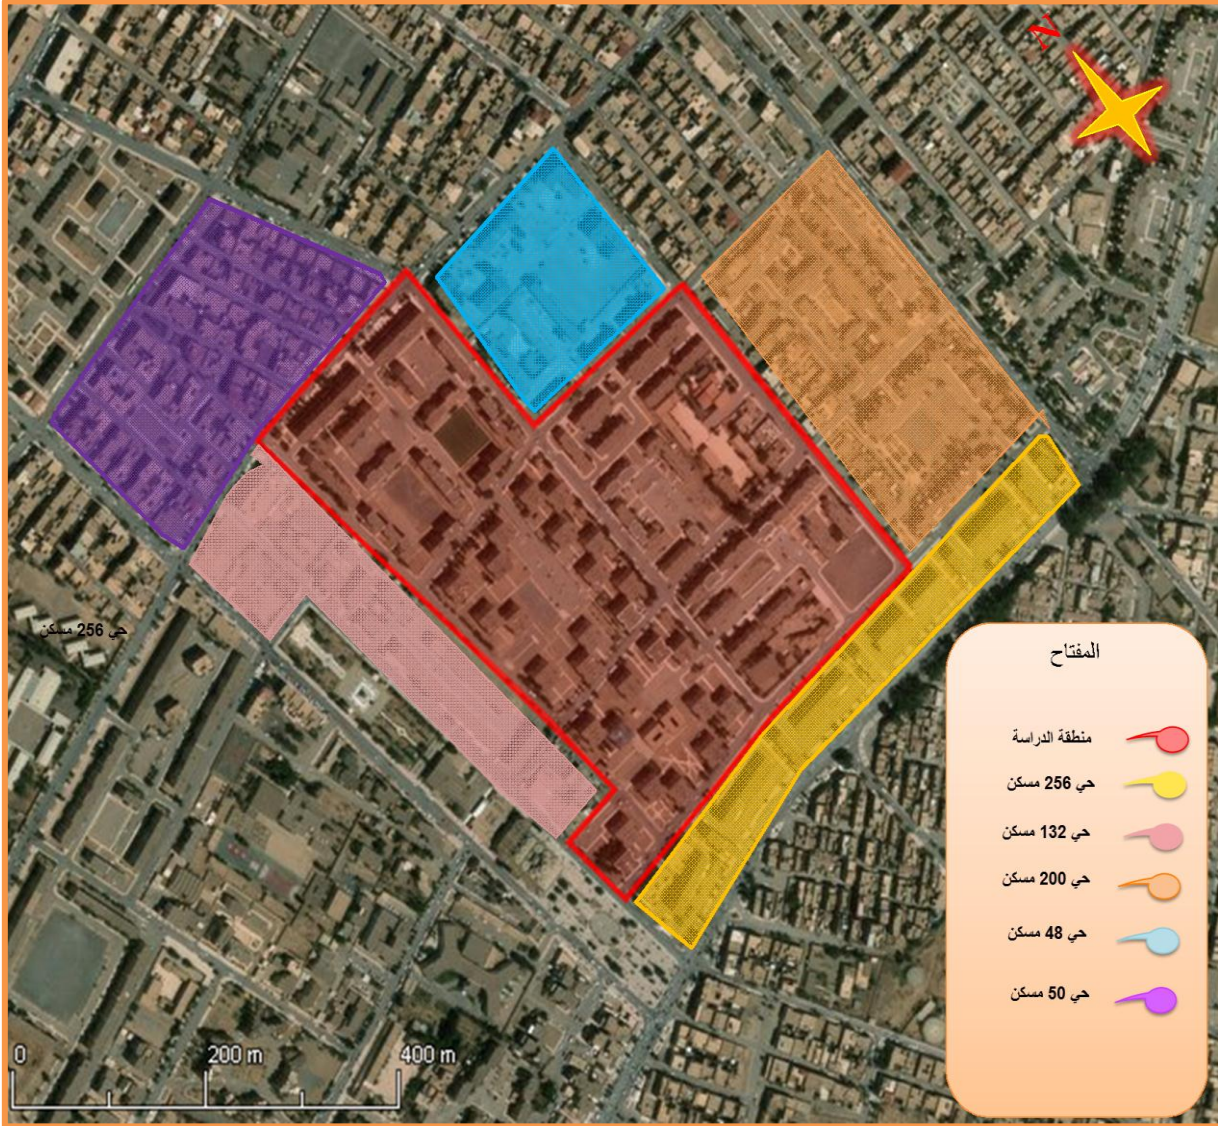 N
حي 256 مسكن
المفتاح
منطقة الدراسة
حي 256 مسكن
حي 132 مسكن
حي 200 مسكن
حي 48 مسكن
حي 50 مسكن
0 200 m 400 m